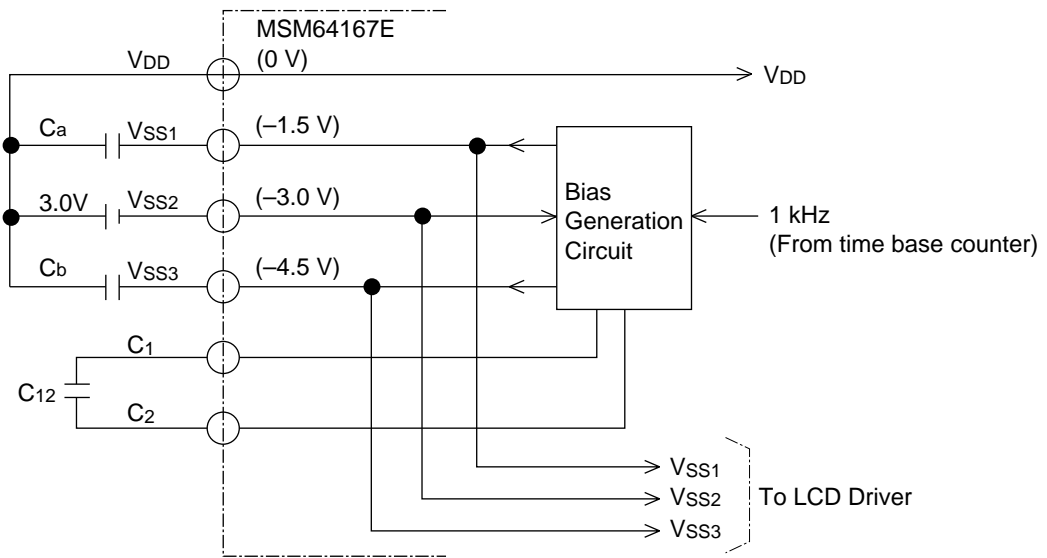 MSM64167E
VDD
(0 V)
VDD
Ca
VSS1
(–1.5 V)
3.0V
VSS2
(–3.0 V)
Cb
VSS3
(–4.5 V)
Bias
Generation
Circuit
1 kHz
(From time base counter)
C1
C12
C2
VSS1
VSS2
VSS3
To LCD Driver